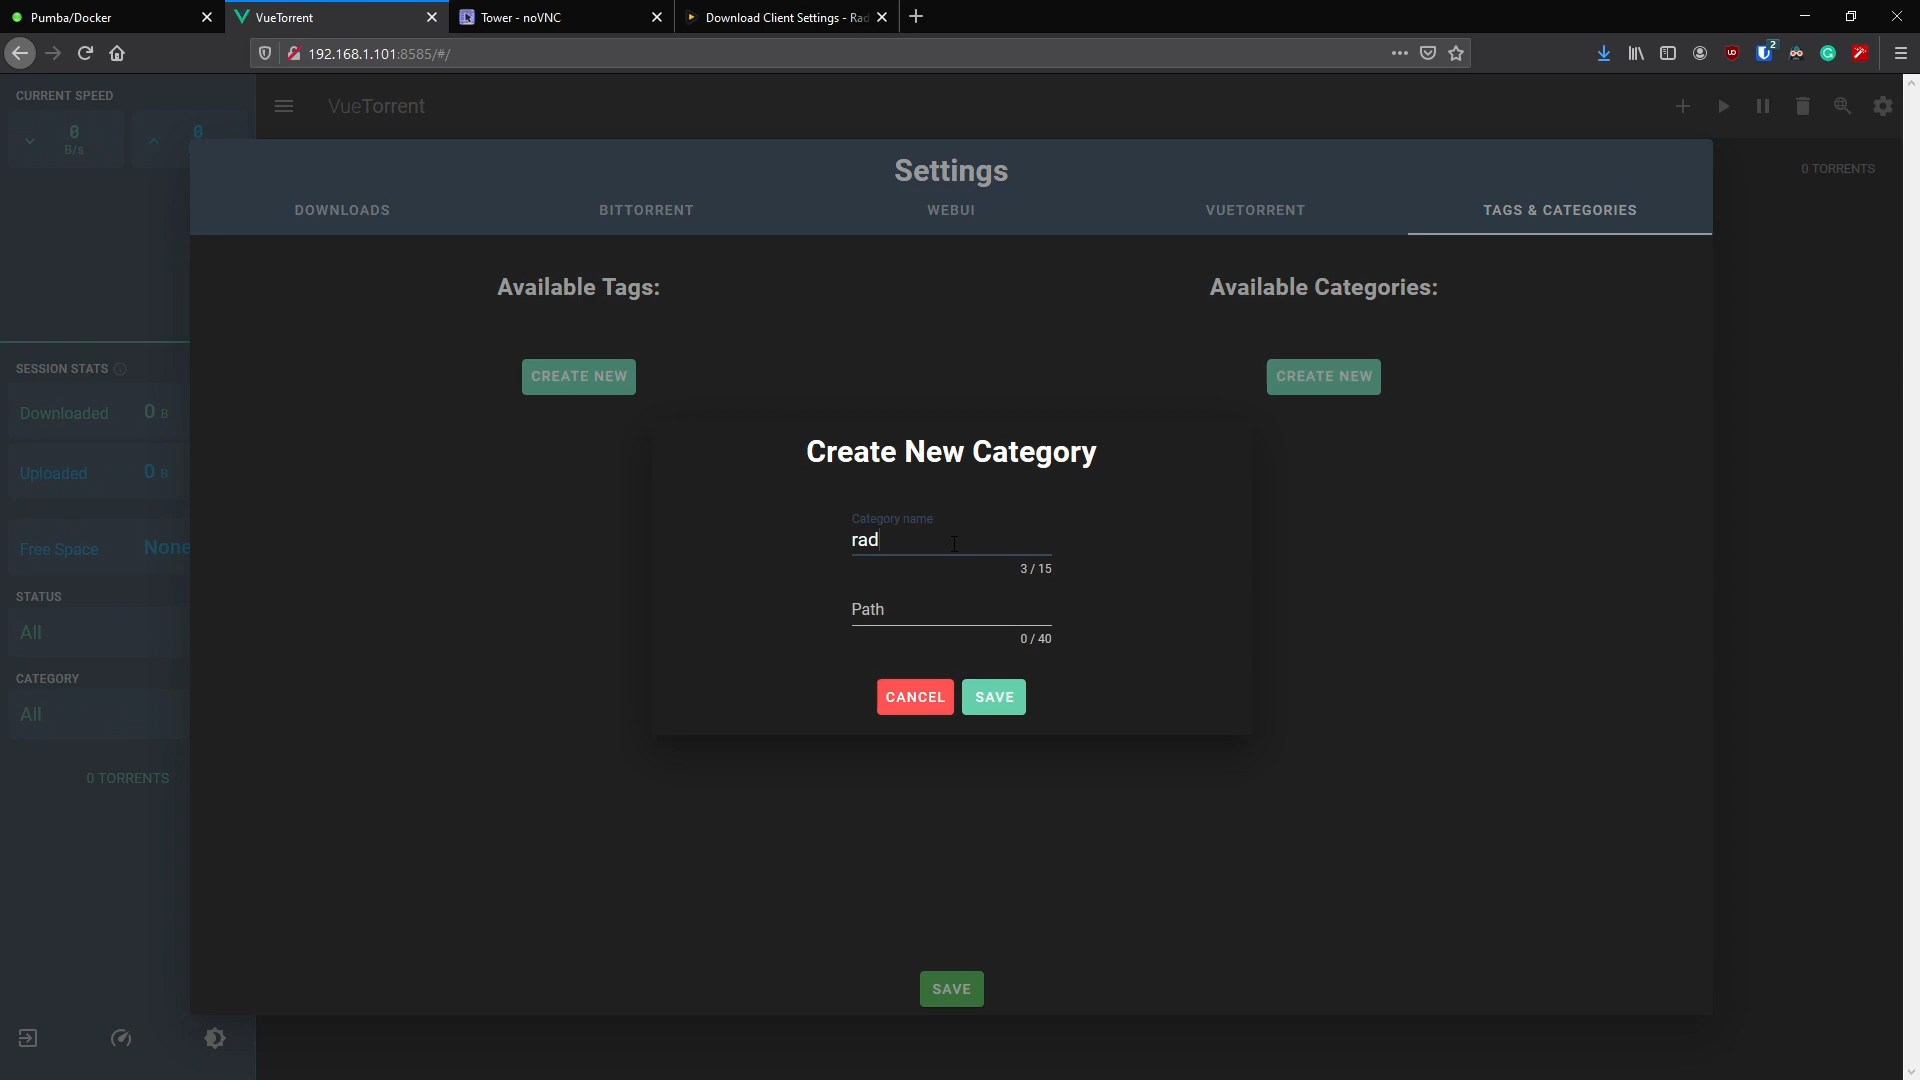 Pumba/Docker
VueTorrent
Tower - noVNC
Download Client Settings - Rad
192.168.1.101:8585/#/
2
CURRENT SPEED
0
B/s
0
VueTorrent
0 TORRENTS
Settings
DOWNLOADS
BITTORRENT
WEBUI
VUETORRENT
TAGS & CATEGORIES
Available Tags:
Available Categories:
CREATE NEW
CREATE NEW
SESSION STATS
Downloaded 0 B
Uploaded 0 B
Free Space None
STATUS
All
CATEGORY
All
0 TORRENTS
Create New Category
Category name
rad
3 / 15
Path
0 / 40
CANCEL
SAVE
SAVE